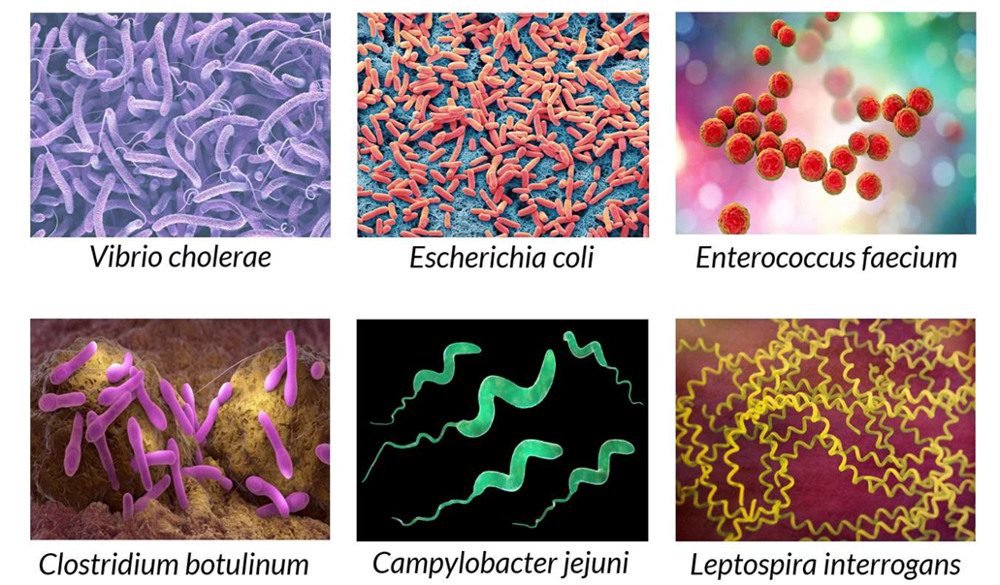 Vibrio cholerae
Escherichia coli
Enterococcus faecium
Clostridium botulinum
Campylobacter jejuni
Leptospira interrogans